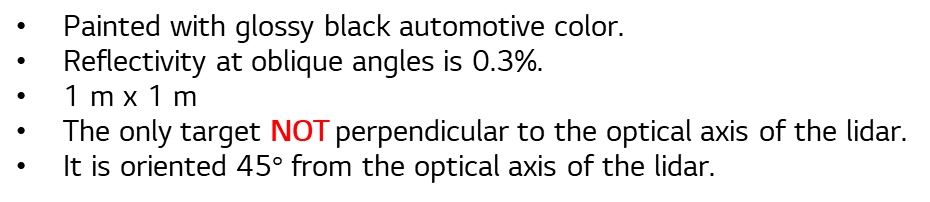 • Painted with glossy black automotive color.
• Reflectivity at oblique angles is 0.3%.
• 1 m x 1 m
• The only target NOT perpendicular to the optical axis of the lidar.
• It is oriented 45° from the optical axis of the lidar.